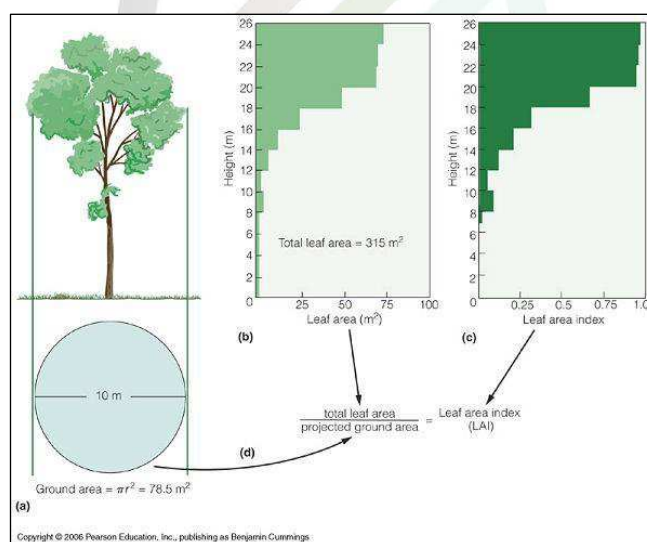 10 m
Ground area = πr² = 78.5 m²
(a)
26
24
22
20
18
16
14
12
10
8
6
4
2
0
Height (m)
Total leaf area = 315 m²
25
50
75
100
Leaf area (m²)
(b)
26
24
22
20
18
16
14
12
10
8
6
4
2
0
Height (m)
0.25
0.5
0.75
1.0
Leaf area index
(c)
total leaf area
projected ground area
=
Leaf area index
(LAI)
(d)
Copyright © 2006 Pearson Education, Inc., publishing as Benjamin Cummings